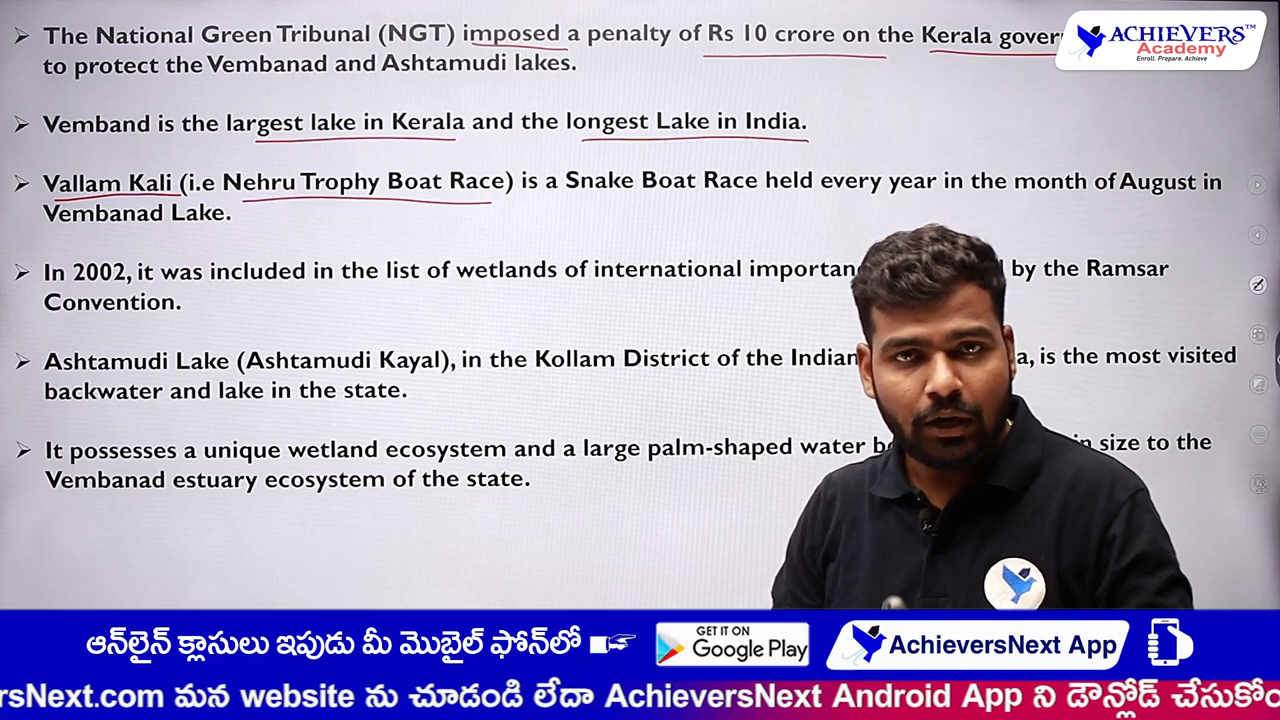 The National Green Tribunal (NGT) imposed a penalty of Rs 10 crore on the Kerala
to protect the Vembanad and Ashtamudi lakes.
ACHIEVERS™
Academy
Enroll. Prepare. Achieve
Vemband is the largest lake in Kerala and the longest Lake in India.
Vallam Kali (i.e Nehru Trophy Boat Race) is a Snake Boat Race held every year in the month of August in
Vembanad Lake.
In 2002, it was included in the list of wetlands of international by the Ramsar
Convention.
Ashtamudi Lake (Ashtamudi Kayal), in the Kollam District of the Indian is the most visited
backwater and lake in the state.
It possesses a unique wetland ecosystem and a large palm-shaped water size to the
Vembanad estuary ecosystem of the state.
ఆన్‌లైన్ క్లాసులు ఇపుడు మీ మొబైల్ ఫోన్‌లో
GET IT ON
Google Play
AchieversNext App
ersNext.com మన website ను చూడండి లేదా AchieversNext Android App ని డౌన్లోడ్